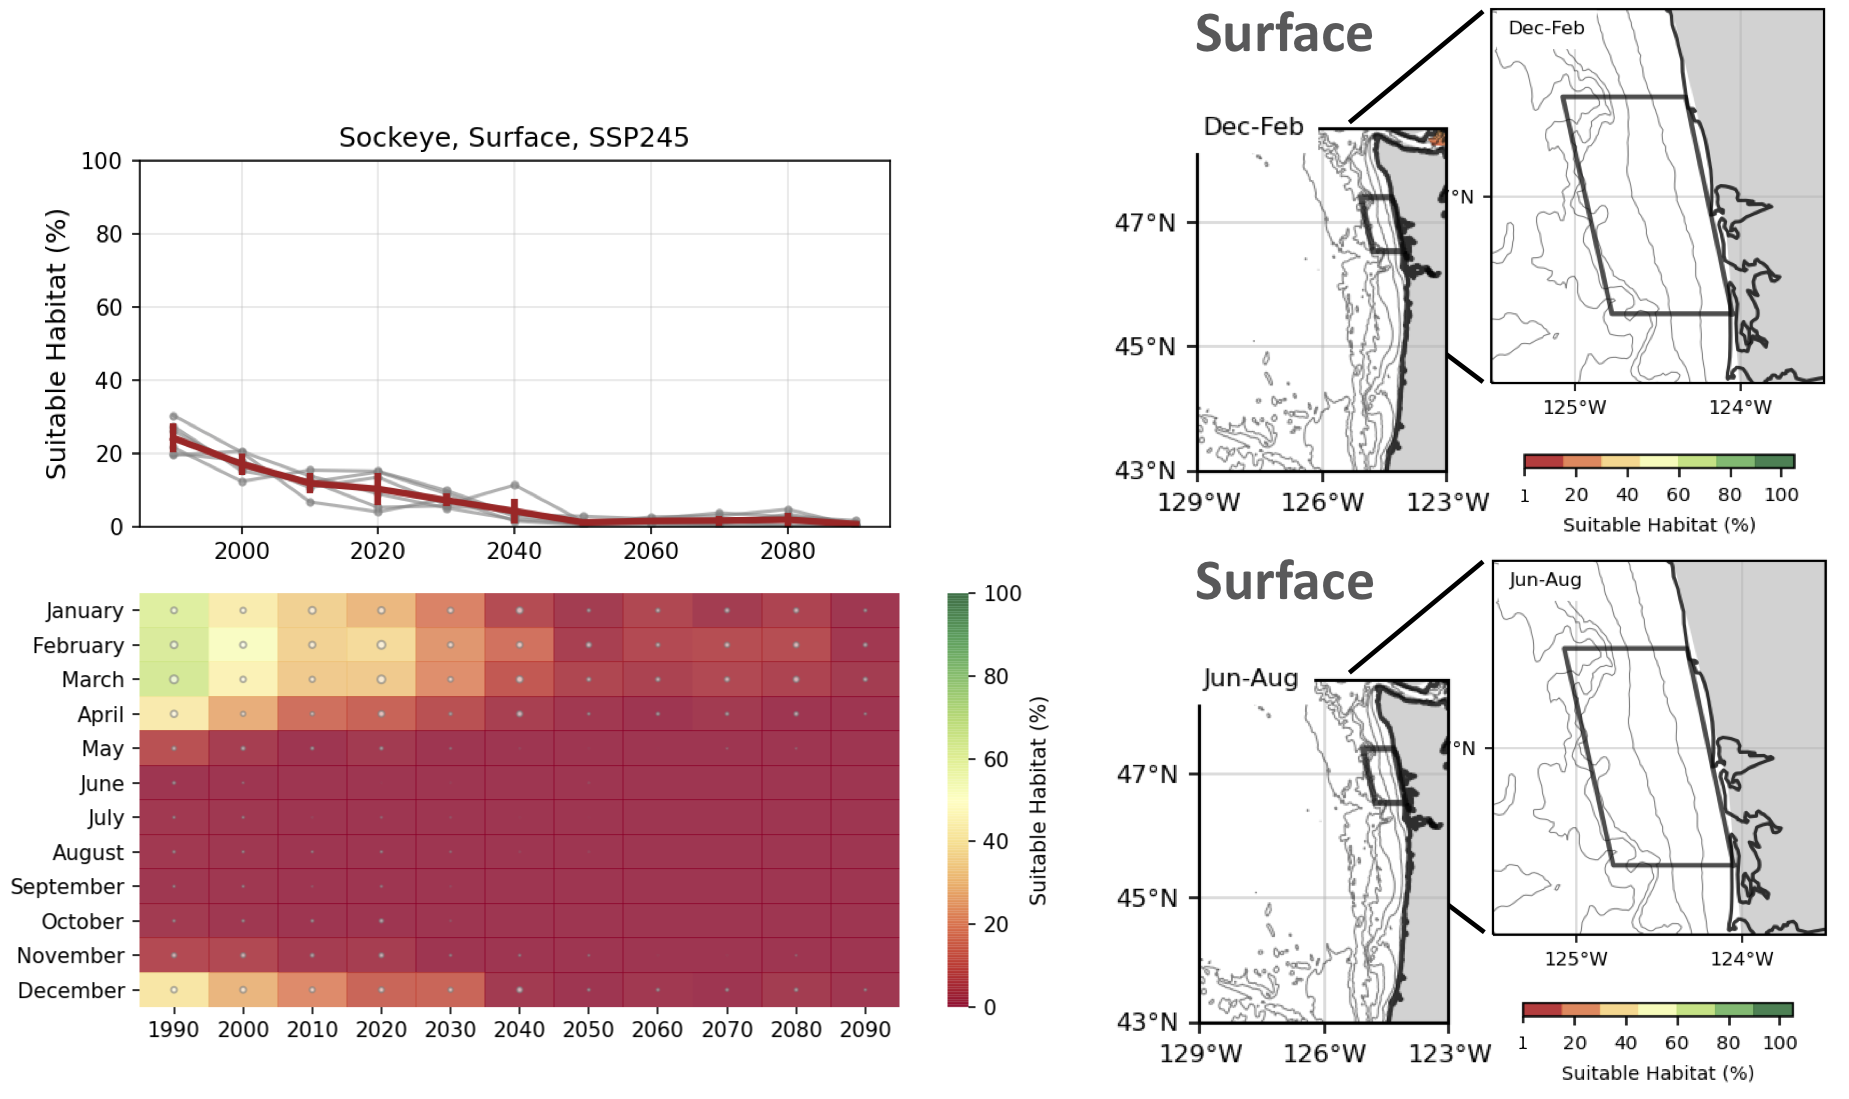 Sockeye, Surface, SSP245
Suitable Habitat (%)
100
80
60
40
20
0
2000 2020 2040 2060 2080
January
February
March
April
May
June
July
August
September
October
November
December
1990 2000 2010 2020 2030 2040 2050 2060 2070 2080 2090
100
80
60
40
20
0
Suitable Habitat (%)
Surface
Dec-Feb
47°N
45°N
43°N
129°W 126°W 123°W
Dec-Feb
°N
125°W 124°W
1 20 40 60 80 100
Suitable Habitat (%)
Surface
Jun-Aug
47°N
45°N
43°N
129°W 126°W 123°W
Jun-Aug
°N
125°W 124°W
1 20 40 60 80 100
Suitable Habitat (%)